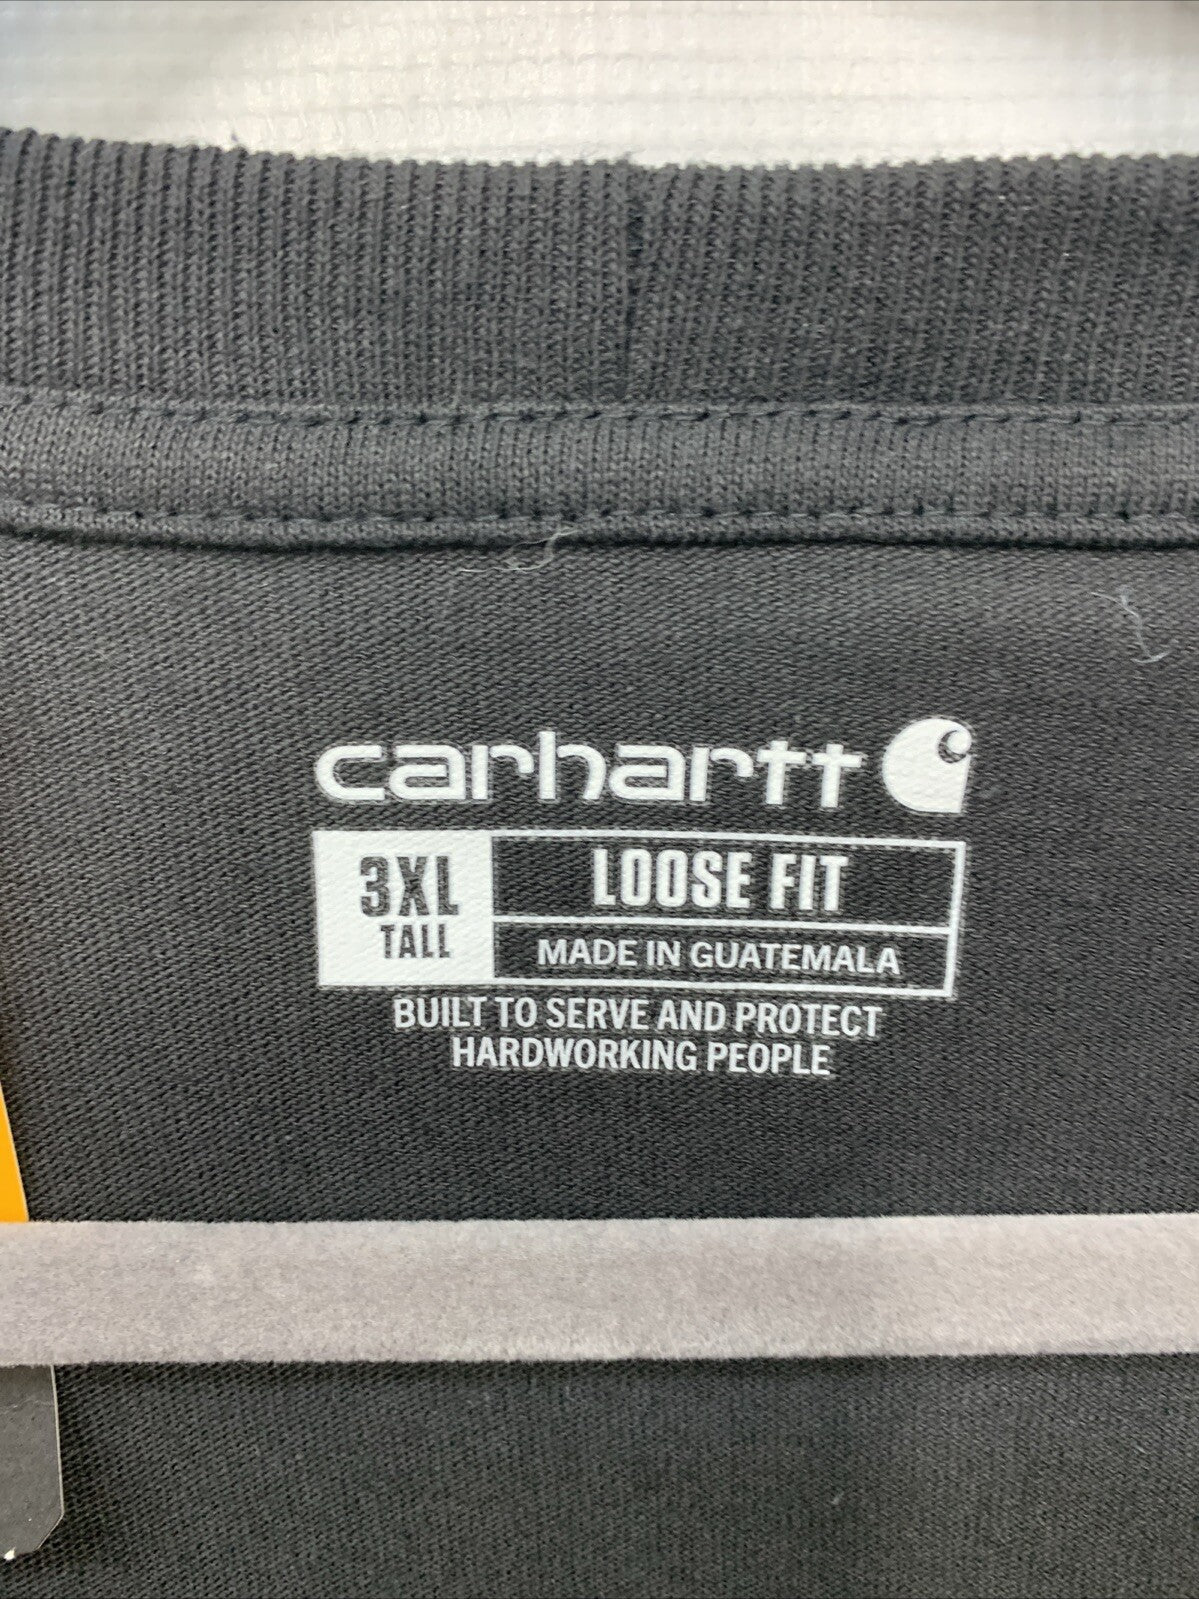 carhartt
3XL
TALL
LOOSE FIT
MADE IN GUATEMALA
BUILT TO SERVE AND PROTECT
HARDWORKING PEOPLE